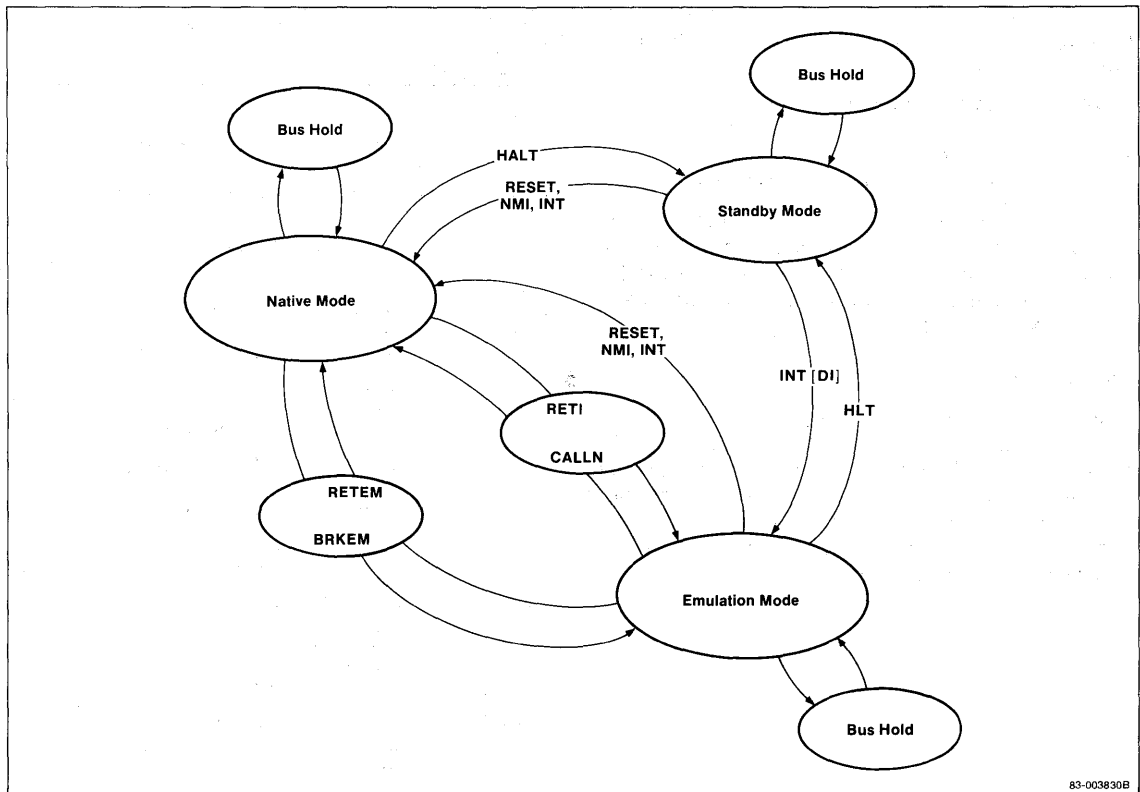 Bus Hold
Bus Hold
HALT
RESET,
NMI, INT
Standby Mode
Native Mode
RESET,
NMI, INT
INT [DI]
HLT
RETI
CALLN
RETEM
BRKEM
Emulation Mode
Bus Hold
83-003830B